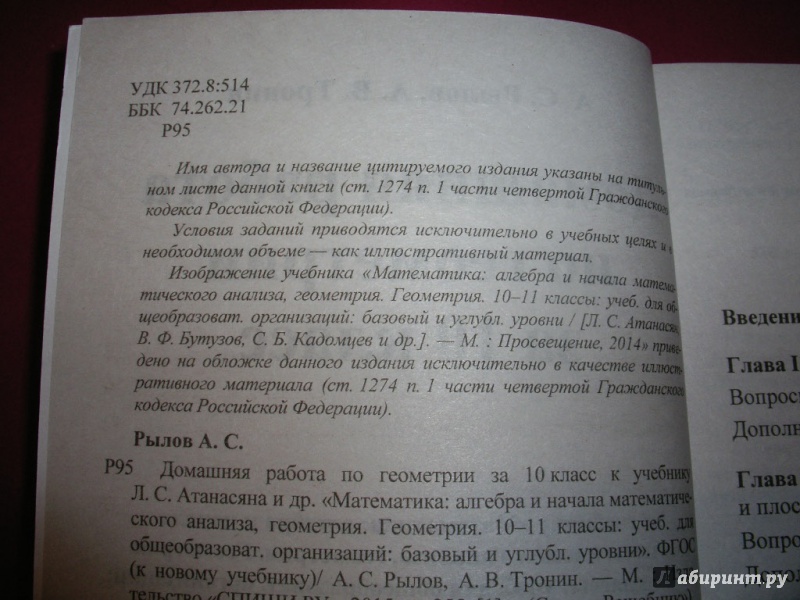 УДК 372.8:514
ББК 74.262.21
Р95
Имя автора и название цитируемого издания указаны на титуль-
ном листе данной книги (ст. 1274 п. 1 части четвертой Гражданского
кодекса Российской Федерации).
Условия заданий приводятся исключительно в учебных целях и в
необходимом объеме — как иллюстративный материал.
Изображение учебника «Математика: алгебра и начала матема-
тического анализа, геометрия. Геометрия. 10–11 классы: учеб. для об-
щеобразоват. организаций: базовый и углубл. уровни / [Л. С. Атанасян,
В. Ф. Бутузов, С. Б. Кадомцев и др.]. — М. : Просвещение, 2014» приве-
дено на обложке данного издания исключительно в качестве иллюст-
ративного материала (ст. 1274 п. 1 части четвертой Гражданского
кодекса Российской Федерации).
Рылов А. С.
Р95 Домашняя работа по геометрии за 10 класс к учебнику
Л. С. Атанасяна и др. «Математика: алгебра и начала математиче-
ского анализа, геометрия. Геометрия. 10–11 классы: учеб. для
общеобразоват. организаций: базовый и углубл. уровни». ФГОС
(к новому учебнику)/ А. С. Рылов, А. В. Тронин. — М.
Введени
Глава I
Вопрос
Дополн
Глава
и плос
Вопро
Допол
абиринт.ру